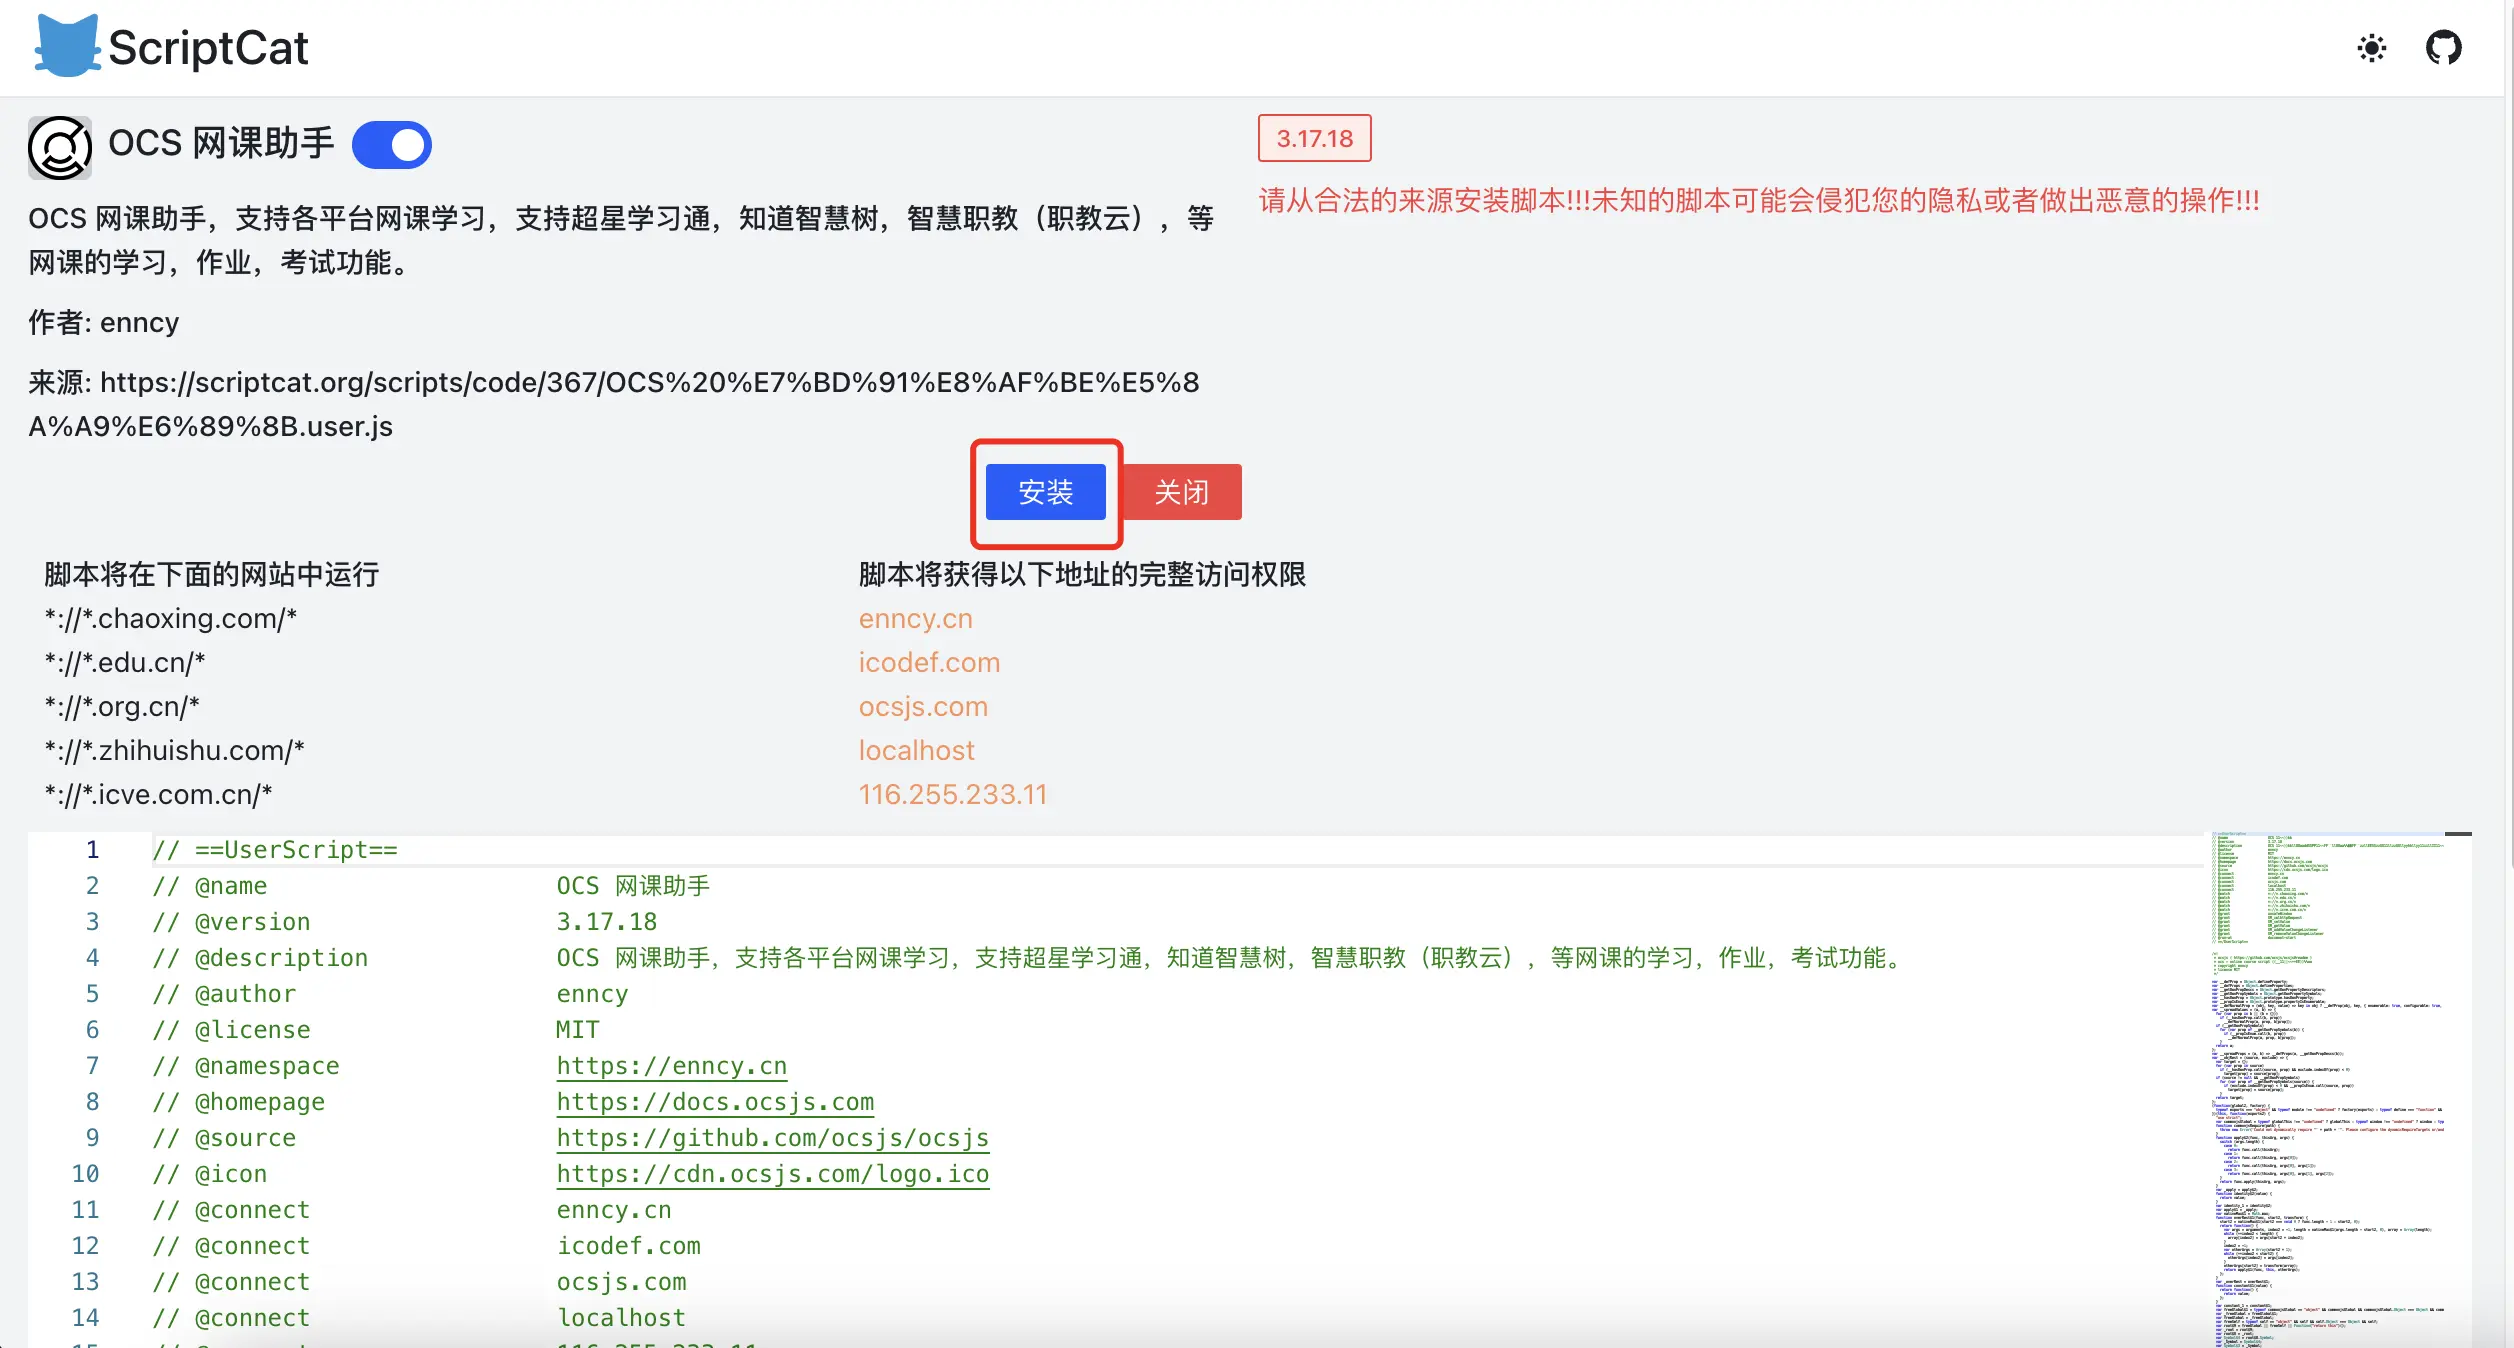 ScriptCat
OCS 网课助手
3.17.18
请从合法的来源安装脚本!!!未知的脚本可能会侵犯您的隐私或者做出恶意的操作!!!
OCS 网课助手，支持各平台网课学习，支持超星学习通，知道智慧树，智慧职教（职教云），等
网课的学习，作业，考试功能。
作者: enncy
来源: https://scriptcat.org/scripts/code/367/OCS%20%E7%BD%91%E8%AF%BE%E5%8
A%A9%E6%89%8B.user.js
安装
关闭
脚本将在下面的网站中运行
*://*.chaoxing.com/*
*://*.edu.cn/*
*://*.org.cn/*
*://*.zhihuishu.com/*
*://*.icve.com.cn/*
脚本将获得以下地址的完整访问权限
enncy.cn
icodef.com
ocsjs.com
localhost
116.255.233.11
1 // ==UserScript==
2 // @name OCS 网课助手
3 // @version 3.17.18
4 // @description OCS 网课助手，支持各平台网课学习，支持超星学习通，知道智慧树，智慧职教（职教云），等网课的学习，作业，考试功能。
5 // @author enncy
6 // @license MIT
7 // @namespace https://enncy.cn
8 // @homepage https://docs.ocsjs.com
9 // @source https://github.com/ocsjs/ocsjs
10 // @icon https://cdn.ocsjs.com/logo.ico
11 // @connect enncy.cn
12 // @connect icodef.com
13 // @connect ocsjs.com
14 // @connect localhost